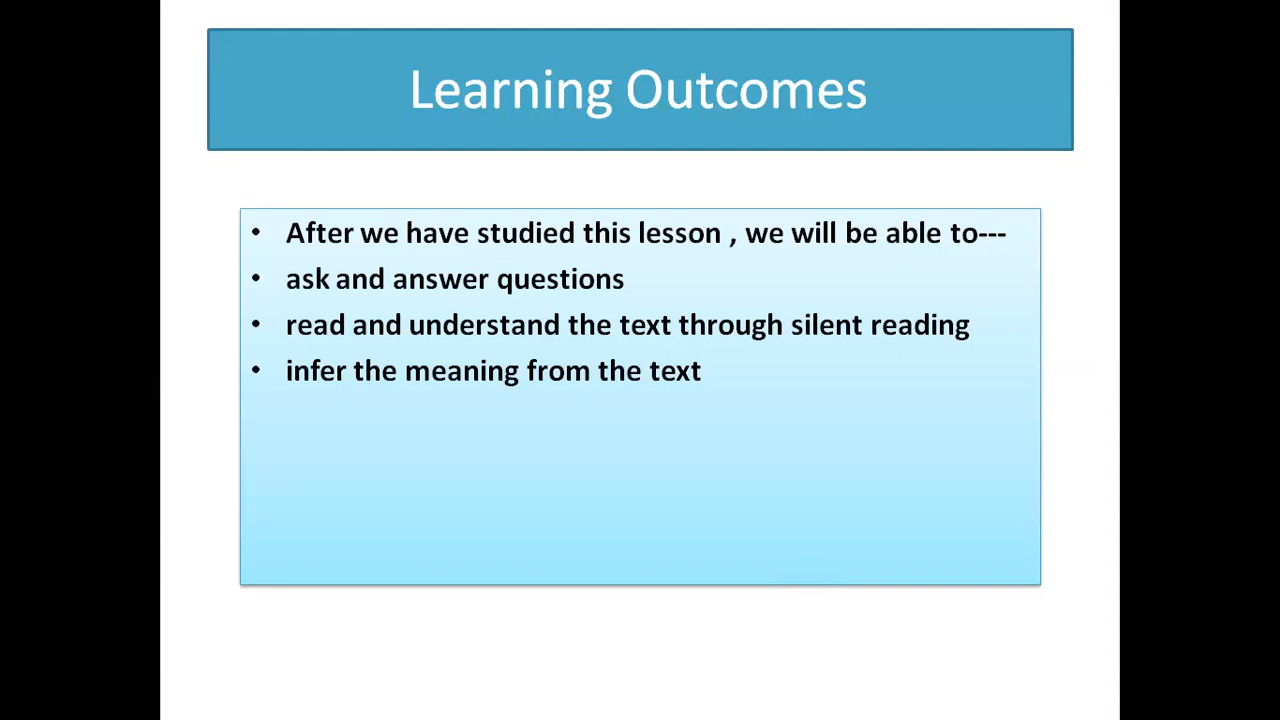 Learning Outcomes
• After we have studied this lesson , we will be able to---
• ask and answer questions
• read and understand the text through silent reading
• infer the meaning from the text